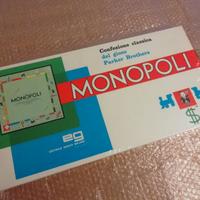 Confezione classica
del gioco
Parker Brothers
MONOPOLI
MONOPOLI
eg
$